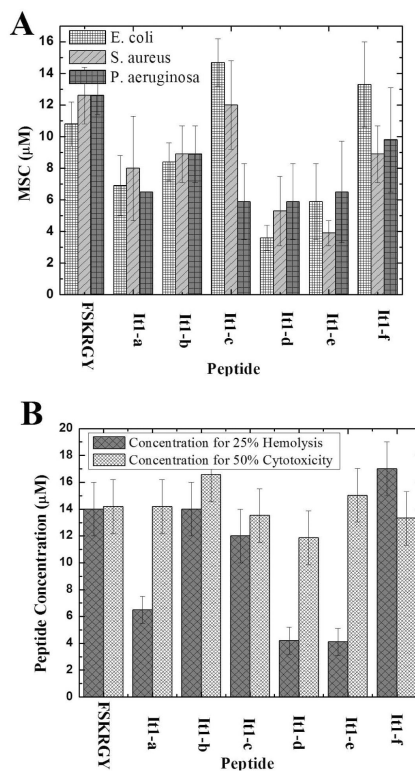 A
E. coli
S. aureus
P. aeruginosa
16
14
12
10
8
6
4
2
0
MSC (μM)
FSKRGY
It1-a
It1-b
It1-c
It1-d
It1-e
It1-f
Peptide
B
Concentration for 25% Hemolysis
Concentration for 50% Cytotoxicity
20
18
16
14
12
10
8
6
4
2
0
Peptide Concentration (μM)
FSKRGY
It1-a
It1-b
It1-c
It1-d
It1-e
It1-f
Peptide